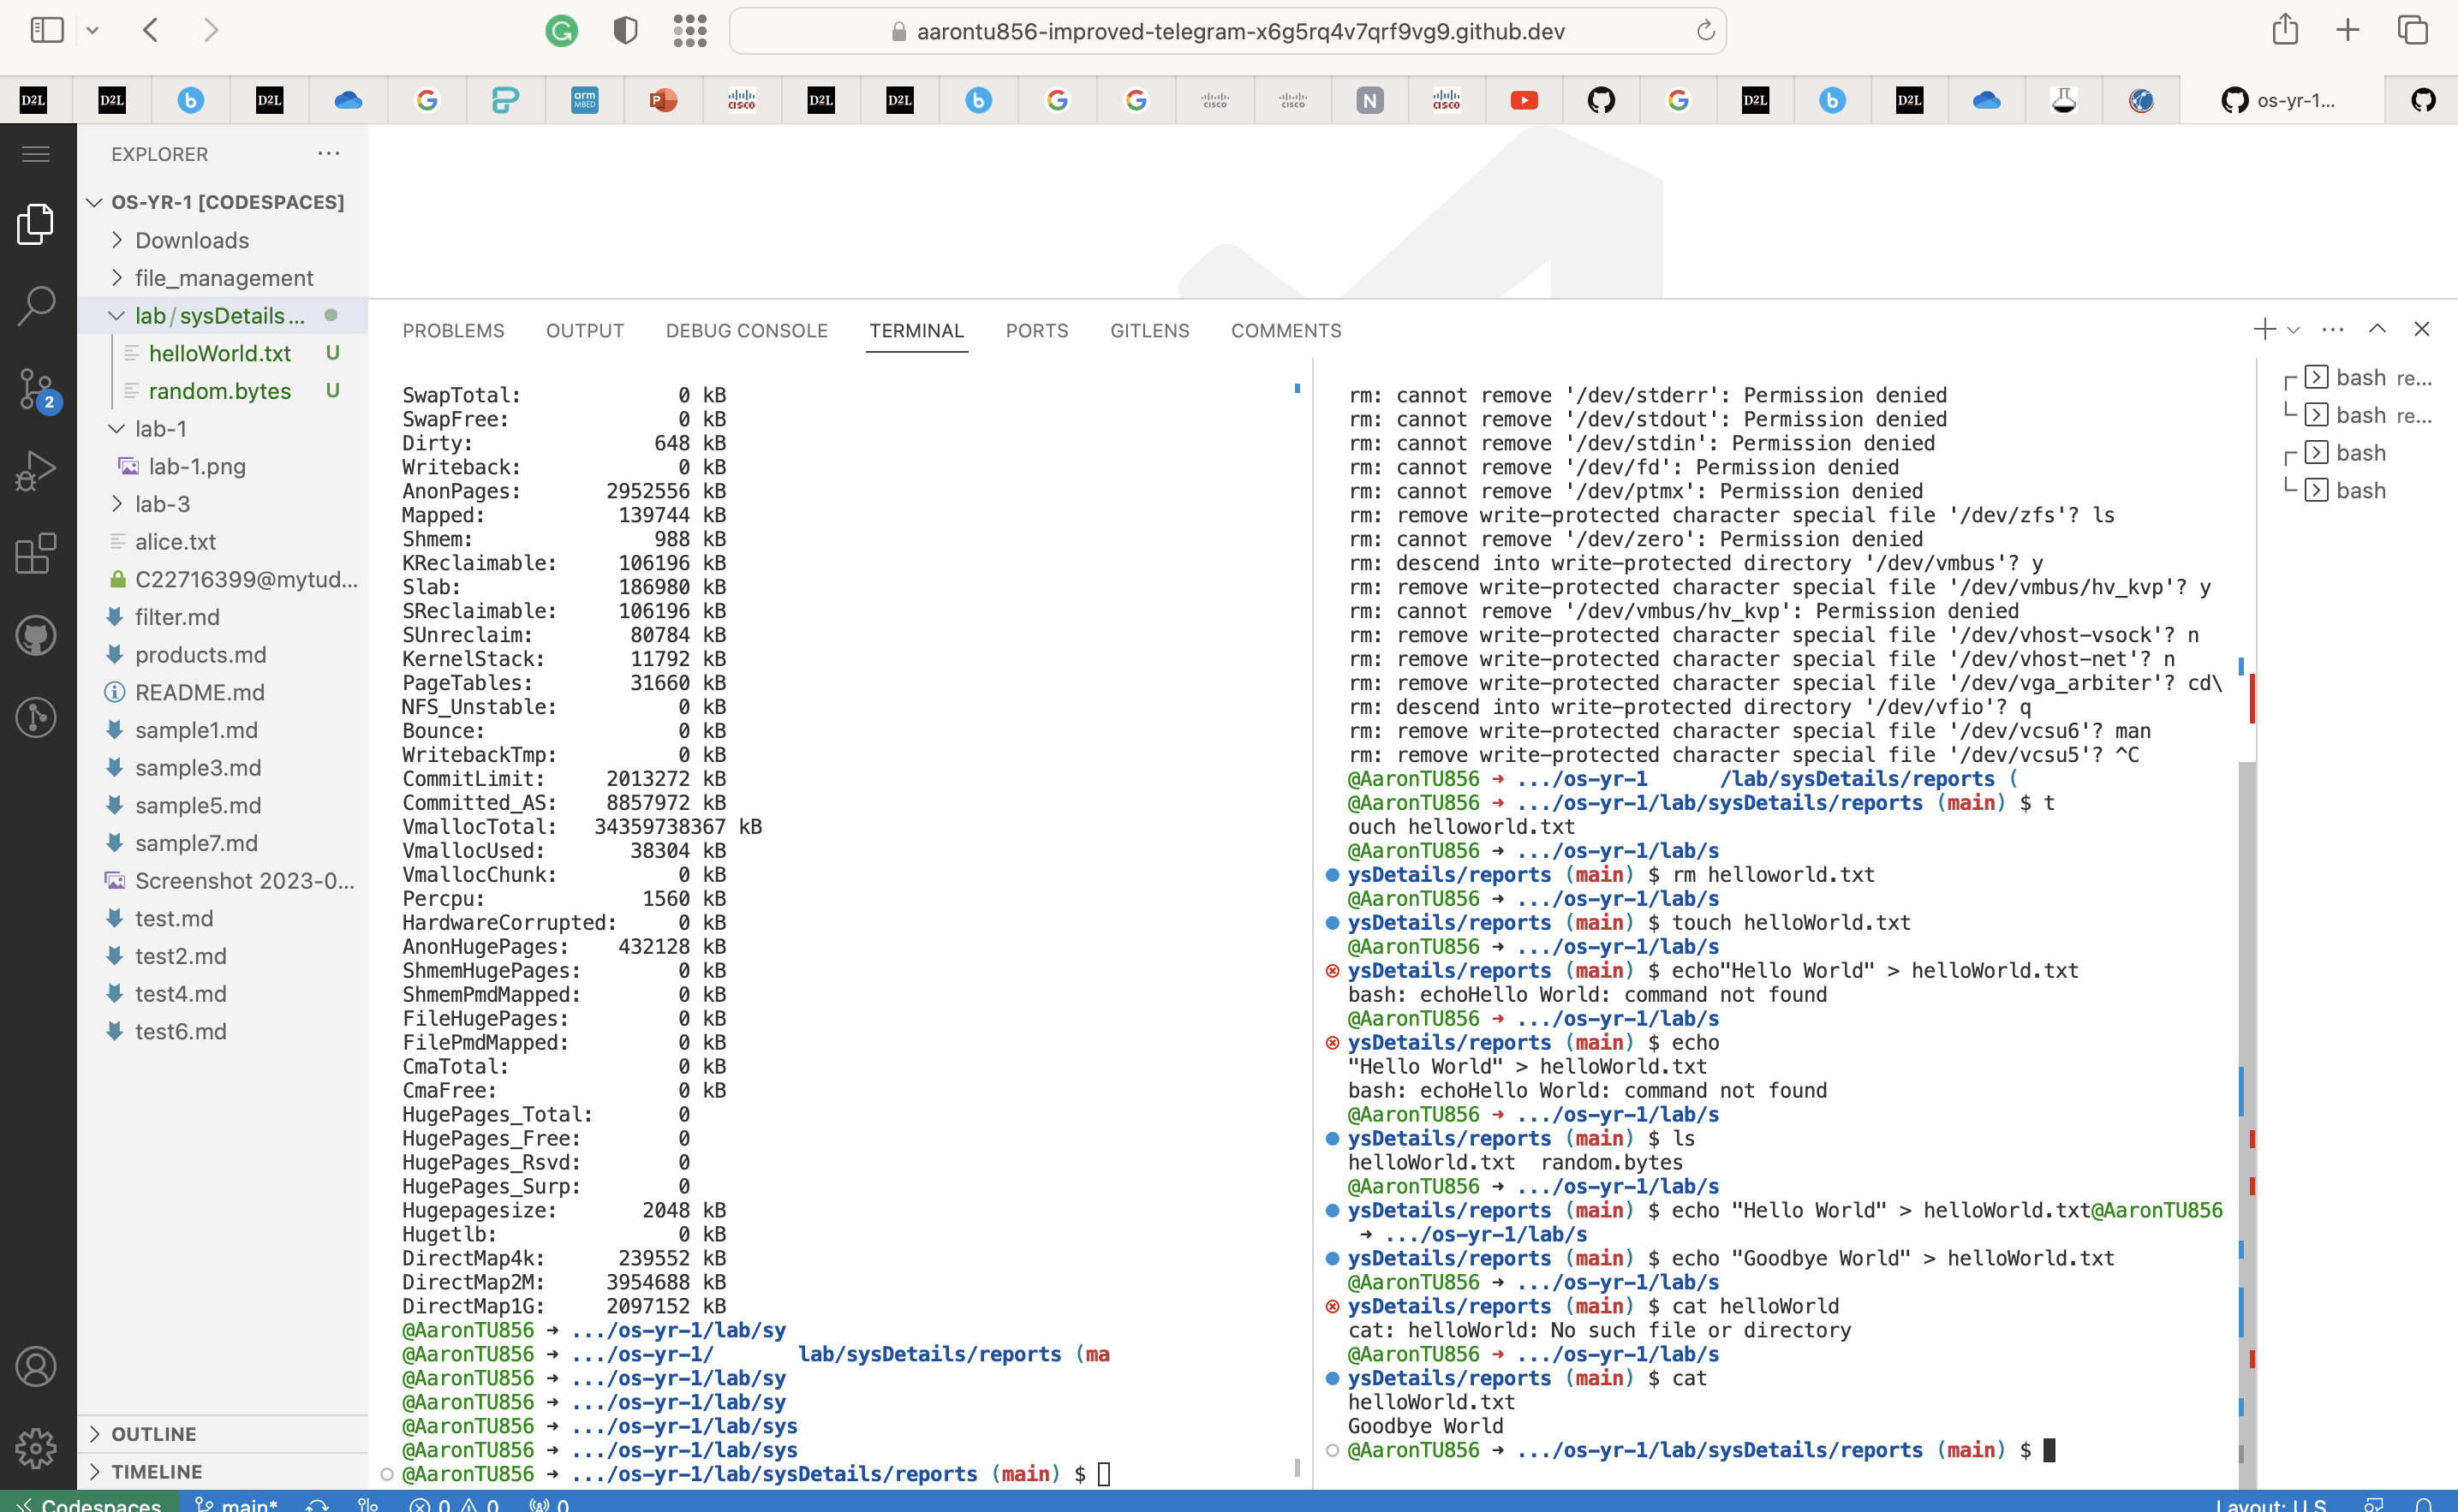 aarontu856-improved-telegram-x6g5rq4v7qrf9vg9.github.dev
D2L
D2L
b
D2L
G
arm
MBED
P
cisco
D2L
D2L
b
G
G
cisco
cisco
N
cisco
G
D2L
b
D2L
os-yr-1...
EXPLORER
OS-YR-1 [CODESPACES]
Downloads
file_management
lab/sysDetails...
helloWorld.txt U
random.bytes U
lab-1
lab-1.png
lab-3
alice.txt
C22716399@mytud...
filter.md
products.md
README.md
sample1.md
sample3.md
sample5.md
sample7.md
Screenshot 2023-0...
test.md
test2.md
test4.md
test6.md
OUTLINE
TIMELINE
2
PROBLEMS OUTPUT DEBUG CONSOLE TERMINAL PORTS GITLENS COMMENTS
SwapTotal: 0 kB
SwapFree: 0 kB
Dirty: 648 kB
Writeback: 0 kB
AnonPages: 2952556 kB
Mapped: 139744 kB
Shmem: 988 kB
KReclaimable: 106196 kB
Slab: 186980 kB
SReclaimable: 106196 kB
SUnreclaim: 80784 kB
KernelStack: 11792 kB
PageTables: 31660 kB
NFS_Unstable: 0 kB
Bounce: 0 kB
WritebackTmp: 0 kB
CommitLimit: 2013272 kB
Committed_AS: 8857972 kB
VmallocTotal: 34359738367 kB
VmallocUsed: 38304 kB
VmallocChunk: 0 kB
Percpu: 1560 kB
HardwareCorrupted: 0 kB
AnonHugePages: 432128 kB
ShmemHugePages: 0 kB
ShmemPmdMapped: 0 kB
FileHugePages: 0 kB
FilePmdMapped: 0 kB
CmaTotal: 0 kB
CmaFree: 0 kB
HugePages_Total: 0
HugePages_Free: 0
HugePages_Rsvd: 0
HugePages_Surp: 0
Hugepagesize: 2048 kB
Hugetlb: 0 kB
DirectMap4k: 239552 kB
DirectMap2M: 3954688 kB
DirectMap1G: 2097152 kB
@AaronTU856 → .../os-yr-1/lab/sy
@AaronTU856 → .../os-yr-1/ lab/sysDetails/reports (ma
@AaronTU856 → .../os-yr-1/lab/sy
@AaronTU856 → .../os-yr-1/lab/sy
@AaronTU856 → .../os-yr-1/lab/sys
@AaronTU856 → .../os-yr-1/lab/sys
@AaronTU856 → .../os-yr-1/lab/sysDetails/reports (main) $
rm: cannot remove '/dev/stderr': Permission denied
rm: cannot remove '/dev/stdout': Permission denied
rm: cannot remove '/dev/stdin': Permission denied
rm: cannot remove '/dev/fd': Permission denied
rm: cannot remove '/dev/ptmx': Permission denied
rm: remove write-protected character special file '/dev/zfs'? ls
rm: cannot remove '/dev/zero': Permission denied
rm: descend into write-protected directory '/dev/vmbus'? y
rm: remove write-protected character special file '/dev/vmbus/hv_kvp'? y
rm: cannot remove '/dev/vmbus/hv_kvp': Permission denied
rm: remove write-protected character special file '/dev/vhost-vsock'? n
rm: remove write-protected character special file '/dev/vhost-net'? n
rm: remove write-protected character special file '/dev/vga_arbiter'? cd\
rm: descend into write-protected directory '/dev/vfio'? q
rm: remove write-protected character special file '/dev/vcsu6'? man
rm: remove write-protected character special file '/dev/vcsu5'? ^C
@AaronTU856 → .../os-yr-1 /lab/sysDetails/reports (
@AaronTU856 → .../os-yr-1/lab/sysDetails/reports (main) $ t
ouch helloworld.txt
@AaronTU856 → .../os-yr-1/lab/s
ysDetails/reports (main) $ rm helloworld.txt
@AaronTU856 → .../os-yr-1/lab/s
ysDetails/reports (main) $ touch helloWorld.txt
@AaronTU856 → .../os-yr-1/lab/s
ysDetails/reports (main) $ echo"Hello World" > helloWorld.txt
bash: echoHello World: command not found
@AaronTU856 → .../os-yr-1/lab/s
ysDetails/reports (main) $ echo
"Hello World" > helloWorld.txt
bash: echoHello World: command not found
@AaronTU856 → .../os-yr-1/lab/s
ysDetails/reports (main) $ ls
helloWorld.txt random.bytes
@AaronTU856 → .../os-yr-1/lab/s
ysDetails/reports (main) $ echo "Hello World" > helloWorld.txt@AaronTU856
→ .../os-yr-1/lab/s
ysDetails/reports (main) $ echo "Goodbye World" > helloWorld.txt
@AaronTU856 → .../os-yr-1/lab/s
ysDetails/reports (main) $ cat helloWorld
cat: helloWorld: No such file or directory
@AaronTU856 → .../os-yr-1/lab/s
ysDetails/reports (main) $ cat
helloWorld.txt
Goodbye World
@AaronTU856 → .../os-yr-1/lab/sysDetails/reports (main) $
bash re...
bash re...
bash
bash
Codespaces main* 0 0 0 Layout: U.S.